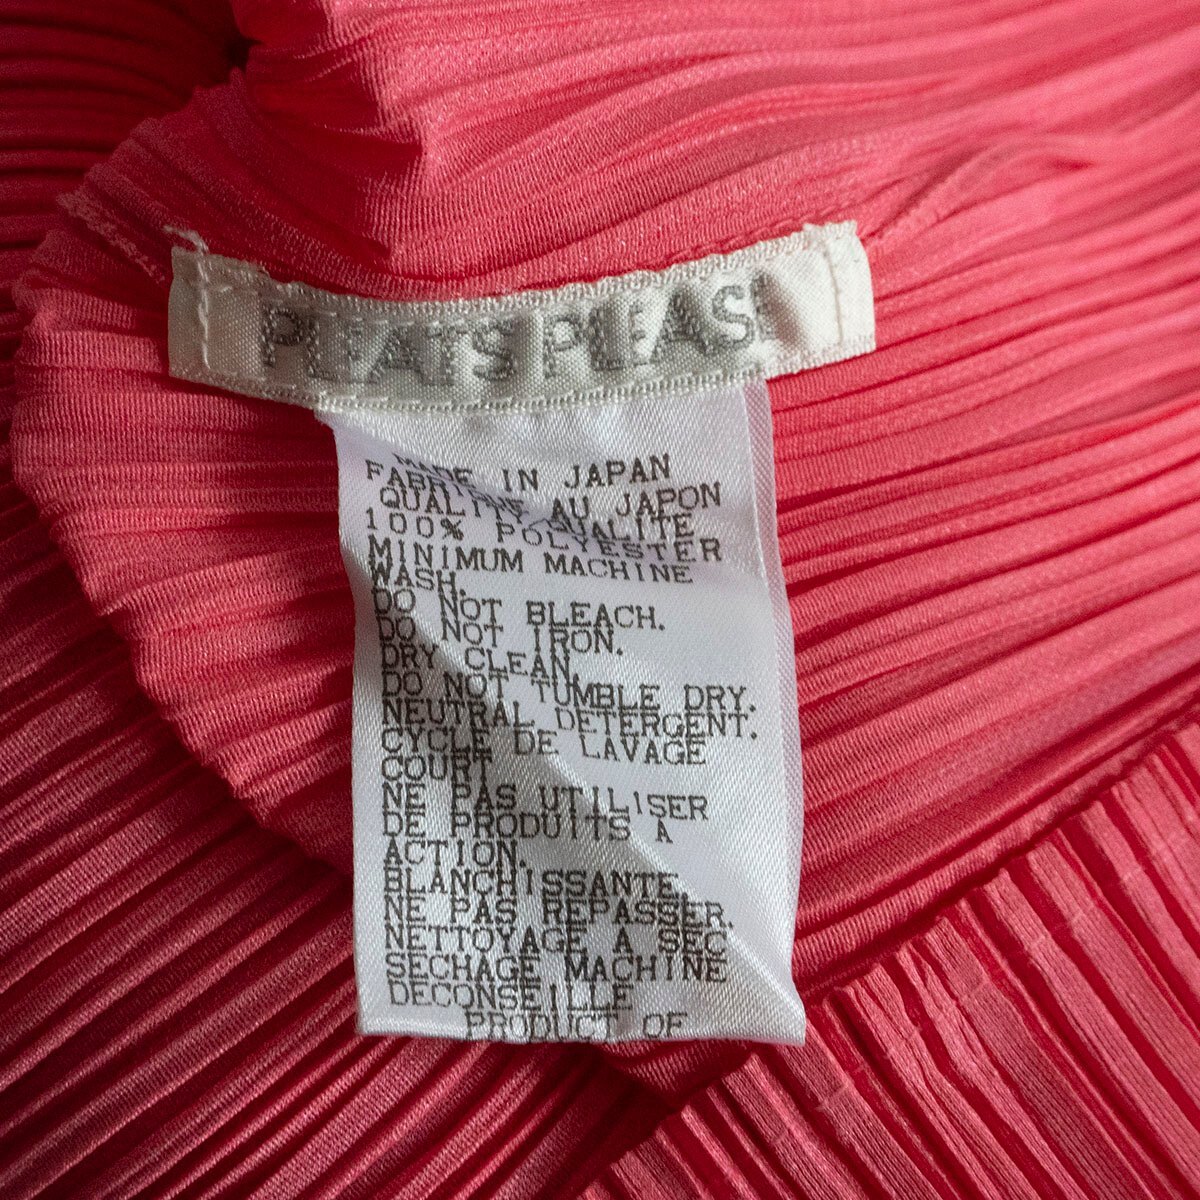 PLEATS PLEASE
MADE IN JAPAN
FABRIQUE AU JAPON
QUALITY/QUALITE
100% POLYESTER
MINIMUM MACHINE
WASH.
DO NOT BLEACH.
DO NOT IRON.
DRY CLEAN.
DO NOT TUMBLE DRY.
NEUTRAL DETERGENT.
CYCLE DE LAVAGE
COURT
NE PAS UTILISER
DE PRODUITS A
ACTION.
BLANCHISSANTE
NE PAS REPASSER.
NETTOYAGE A SEC
SECHAGE MACHINE
DECONSEILLE
PRODUCT OF